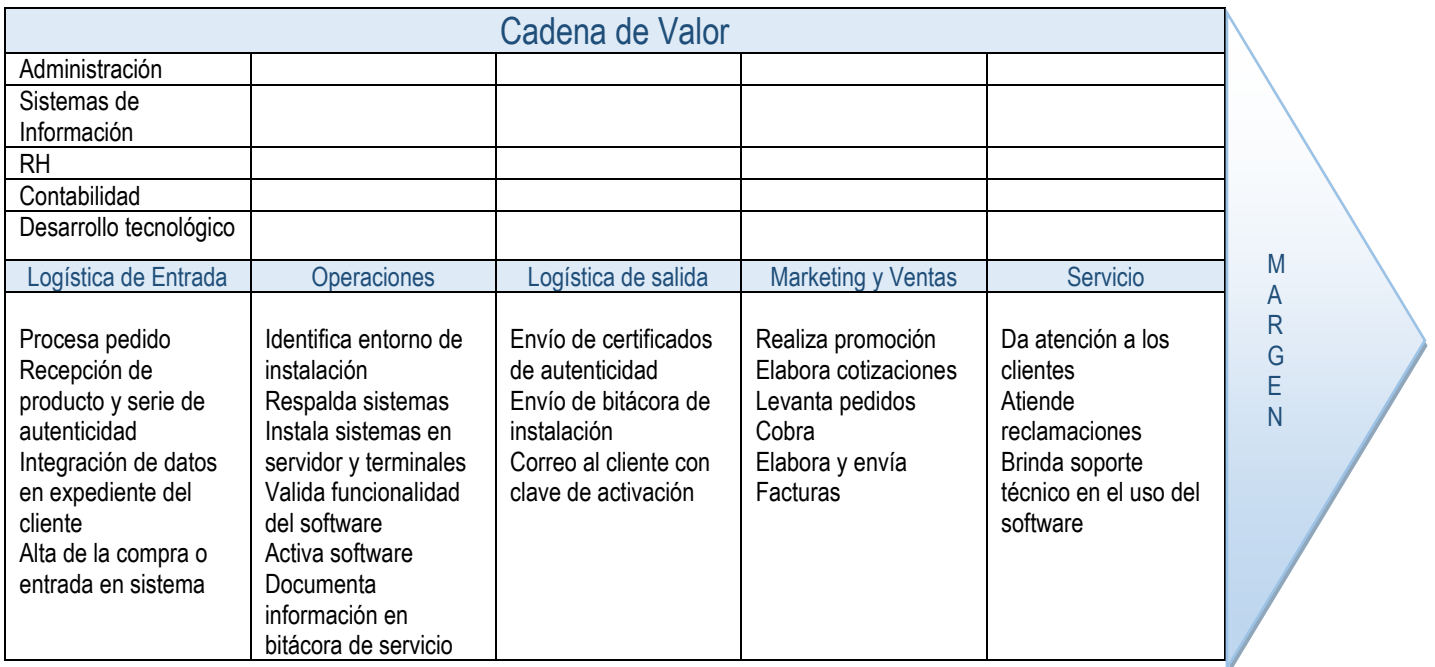 Cadena de Valor
Administración
Sistemas de
Información
RH
Contabilidad
Desarrollo tecnológico
Logística de Entrada
Operaciones
Logística de salida
Marketing y Ventas
Servicio
Procesa pedido
Recepción de
producto y serie de
autenticidad
Integración de datos
en expediente del
cliente
Alta de la compra o
entrada en sistema
Identifica entorno de
instalación
Respalda sistemas
Instala sistemas en
servidor y terminales
Valida funcionalidad
del software
Activa software
Documenta
información en
bitácora de servicio
Envío de certificados
de autenticidad
Envío de bitácora de
instalación
Correo al cliente con
clave de activación
Realiza promoción
Elabora cotizaciones
Levanta pedidos
Cobra
Elabora y envía
Facturas
Da atención a los
clientes
Atiende
reclamaciones
Brinda soporte
técnico en el uso del
software
M
A
R
G
E
N